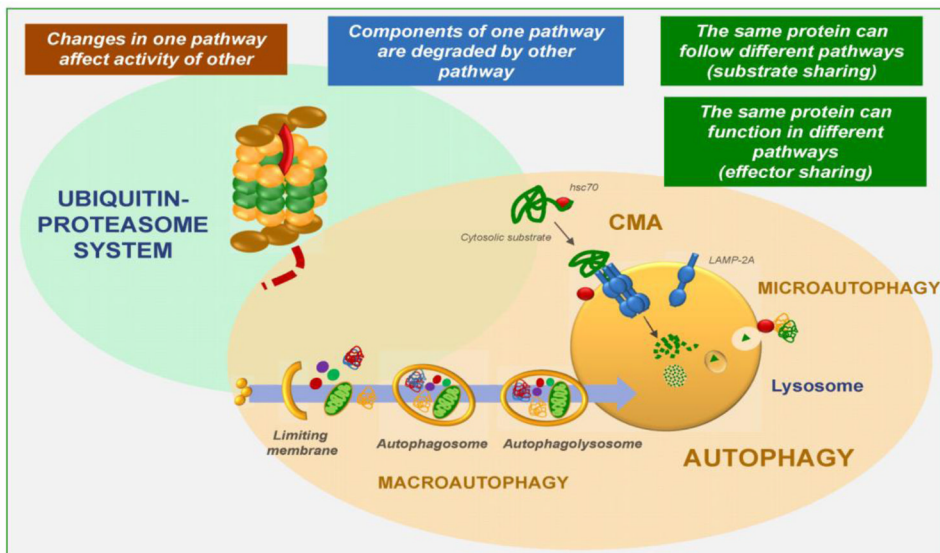 Changes in one pathway
affect activity of other
Components of one pathway
are degraded by other
pathway
The same protein can
follow different pathways
(substrate sharing)
The same protein can
function in different
pathways
(effector sharing)
UBIQUITIN-
PROTEASOME
SYSTEM
hsc70
Cytosolic substrate
CMA
LAMP-2A
MICROAUTOPHAGY
Lysosome
Limiting
membrane
Autophagosome
Autophagolysosome
MACROAUTOPHAGY
AUTOPHAGY